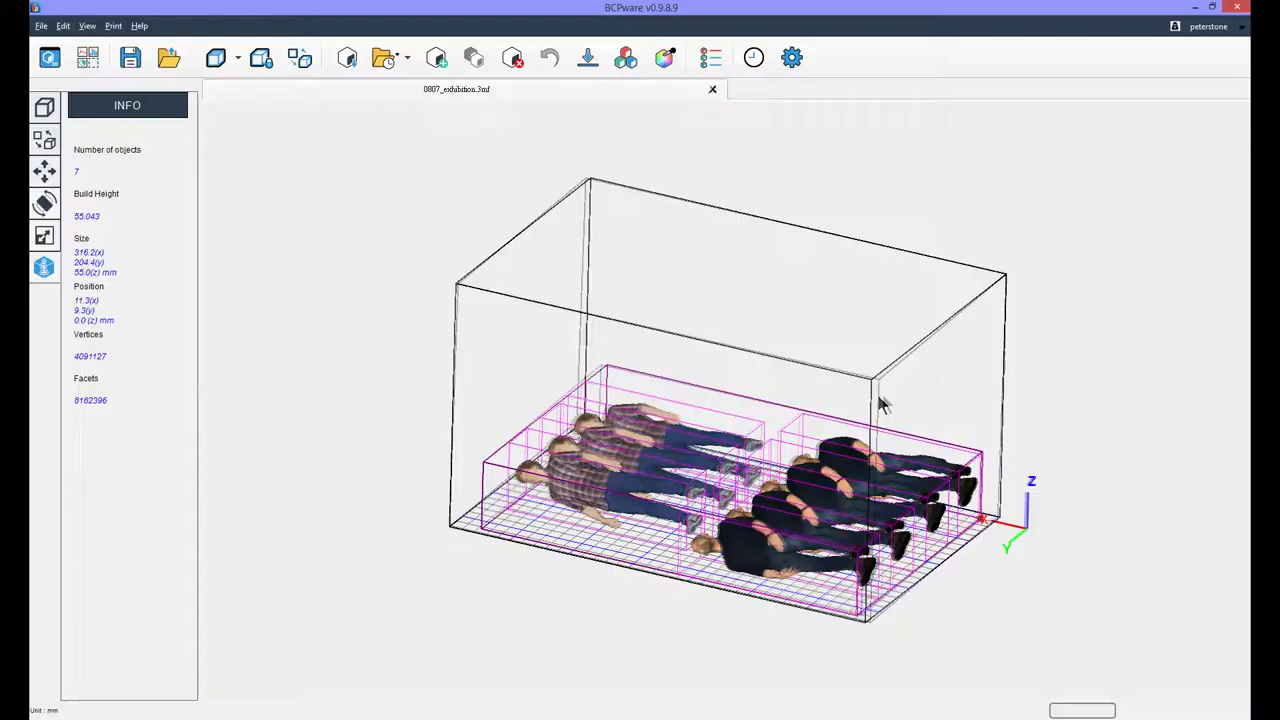 BCPware v0.9.8.9
File Edit View Print Help
peterstone
0807_exhibition.3mf
INFO
Number of objects
7
Build Height
55.043
Size
316.2(x)
204.4(y)
55.0(z) mm
Position
11.3(x)
9.3(y)
0.0 (z) mm
Vertices
4091127
Facets
8182396
Z
Y
Unit : mm